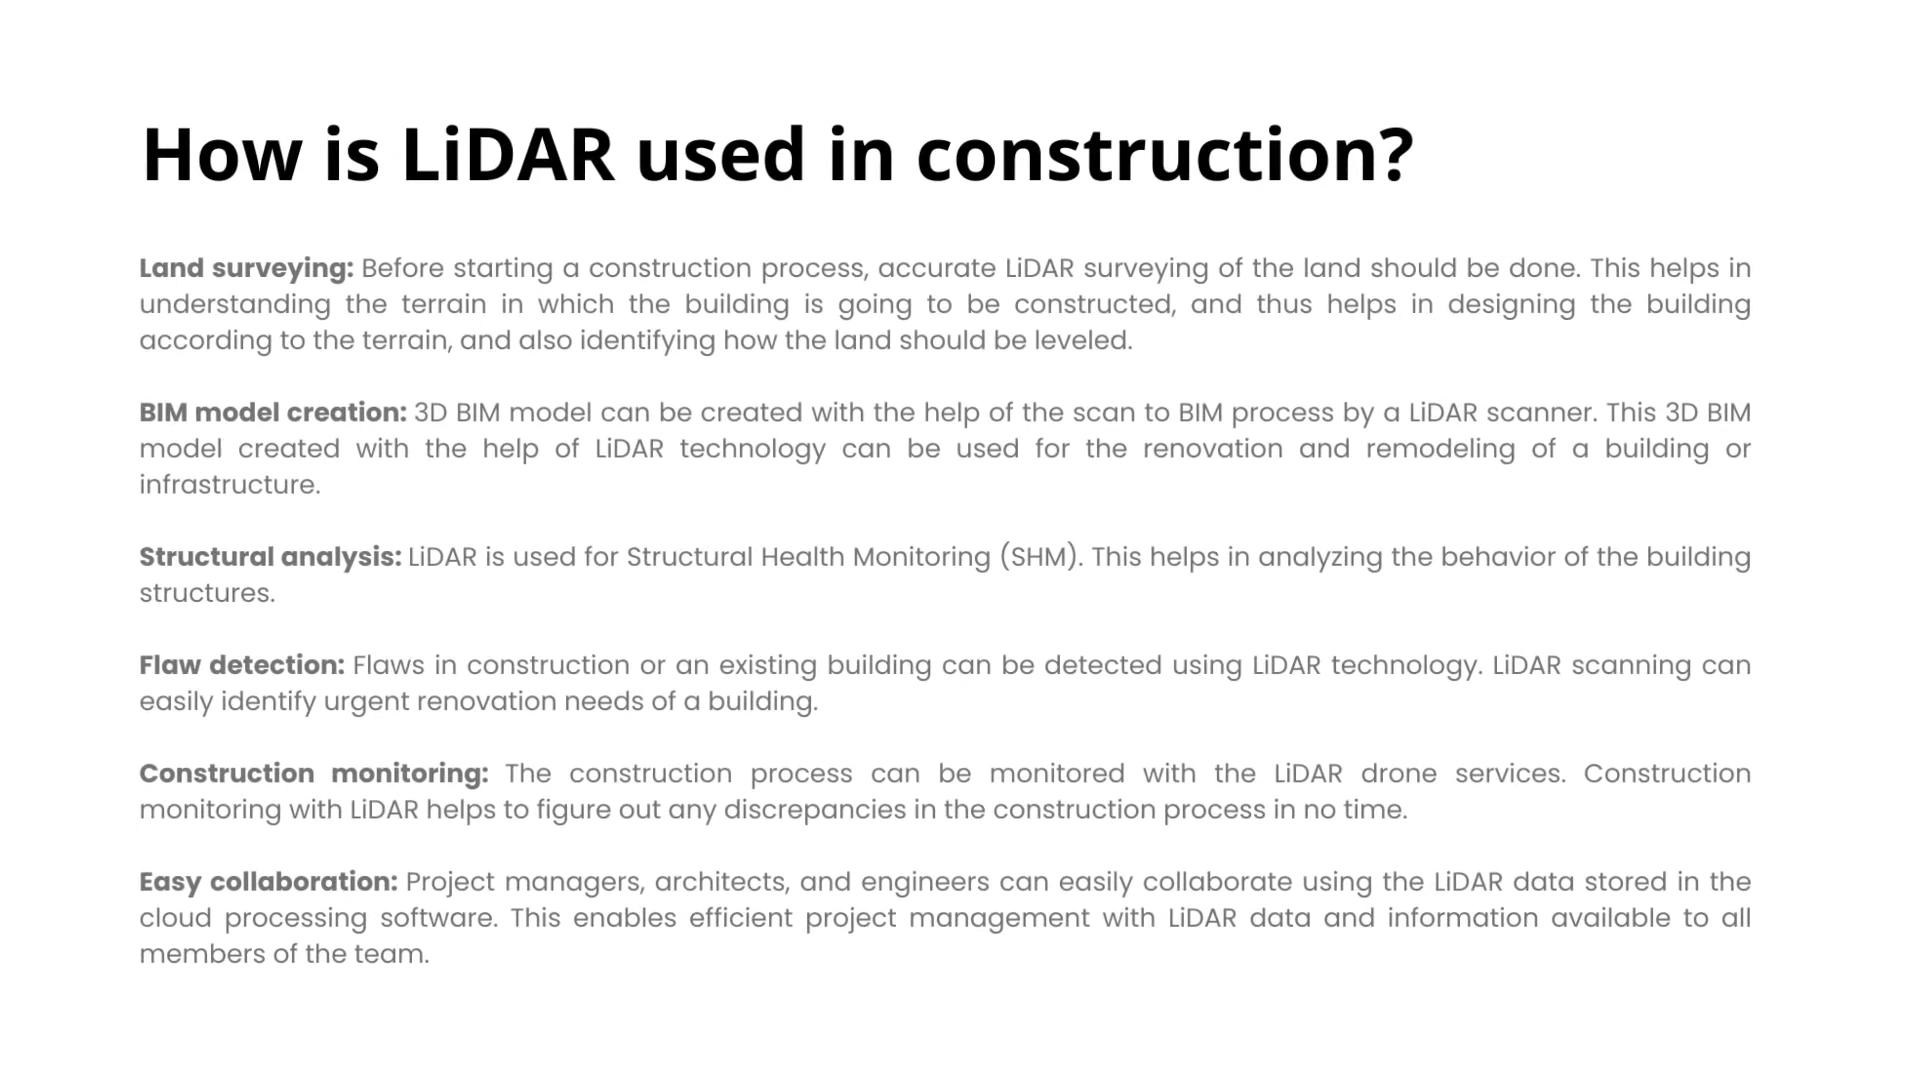 How is LiDAR used in construction?
Land surveying: Before starting a construction process, accurate LiDAR surveying of the land should be done. This helps in
understanding the terrain in which the building is going to be constructed, and thus helps in designing the building
according to the terrain, and also identifying how the land should be leveled.
BIM model creation: 3D BIM model can be created with the help of the scan to BIM process by a LiDAR scanner. This 3D BIM
model created with the help of LiDAR technology can be used for the renovation and remodeling of a building or
infrastructure.
Structural analysis: LiDAR is used for Structural Health Monitoring (SHM). This helps in analyzing the behavior of the building
structures.
Flaw detection: Flaws in construction or an existing building can be detected using LiDAR technology. LiDAR scanning can
easily identify urgent renovation needs of a building.
Construction monitoring: The construction process can be monitored with the LiDAR drone services. Construction
monitoring with LiDAR helps to figure out any discrepancies in the construction process in no time.
Easy collaboration: Project managers, architects, and engineers can easily collaborate using the LiDAR data stored in the
cloud processing software. This enables efficient project management with LiDAR data and information available to all
members of the team.